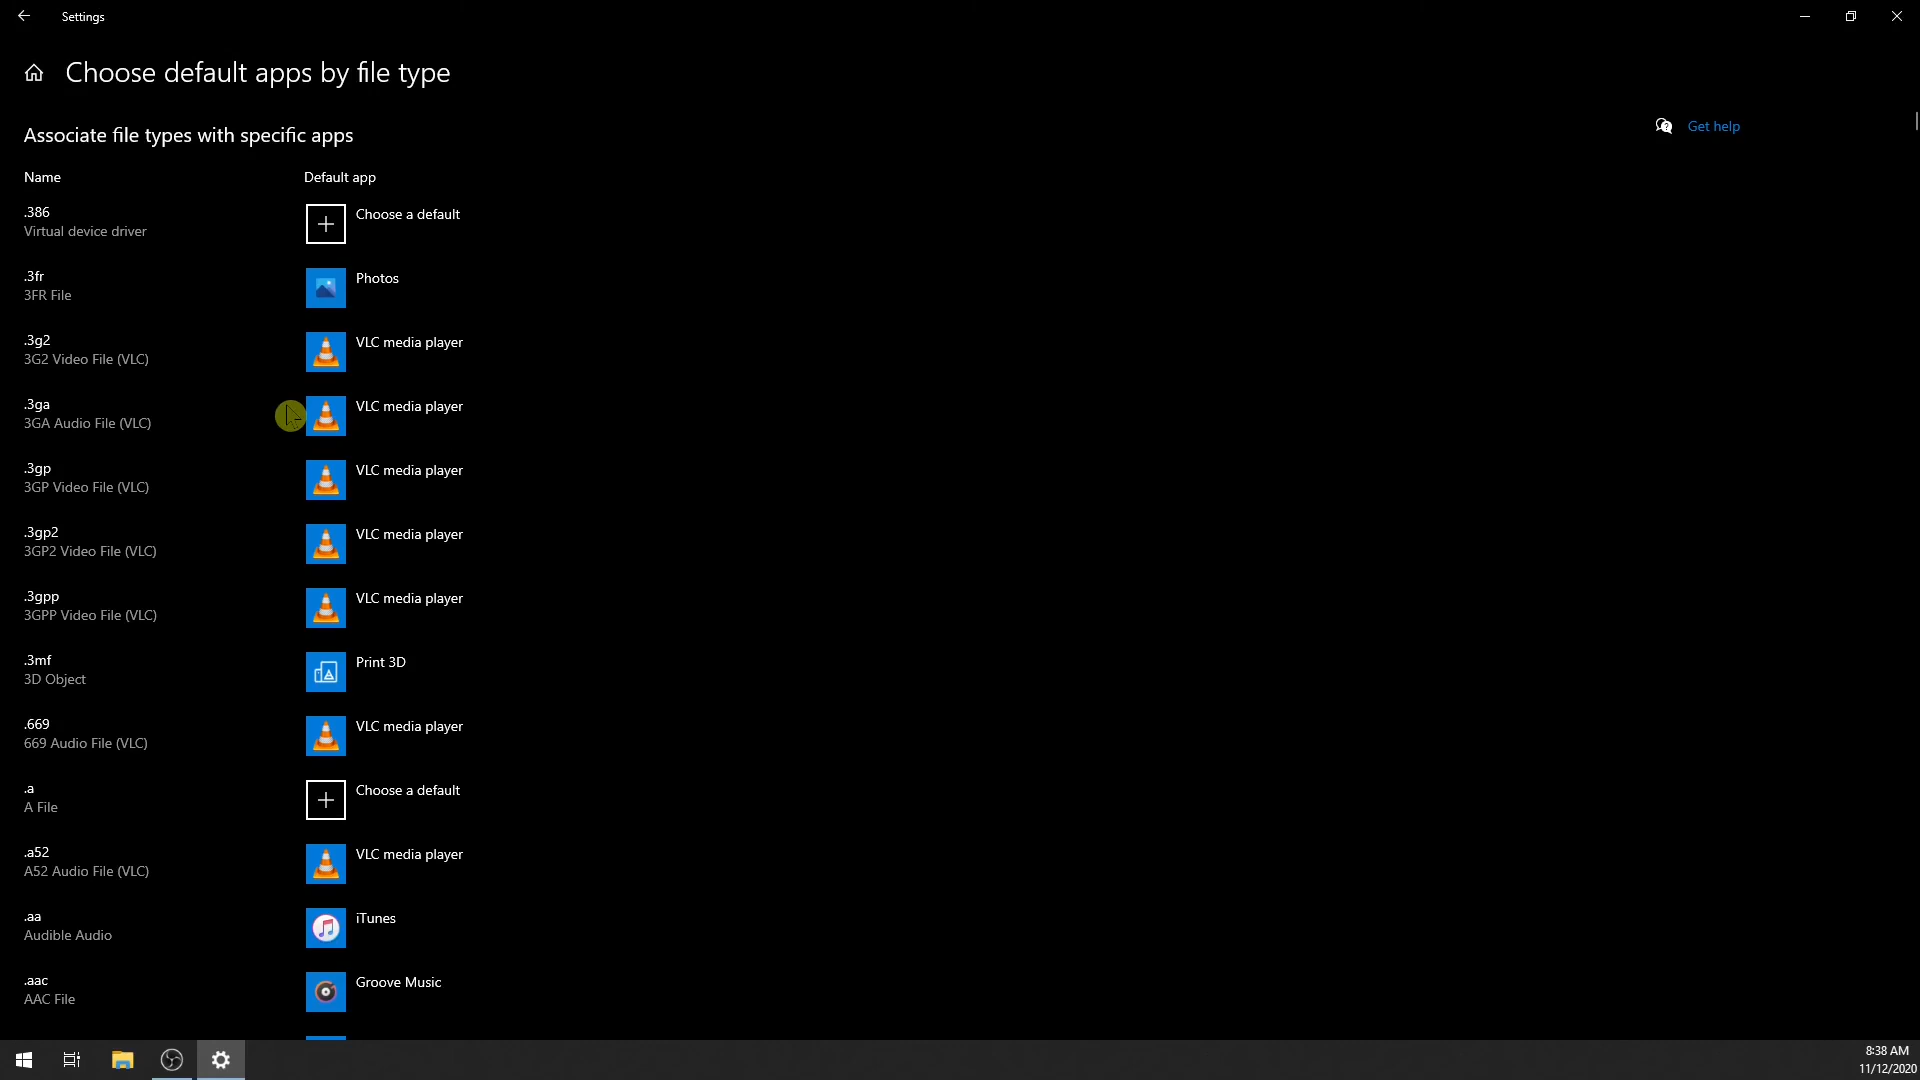 Settings
Choose default apps by file type
Associate file types with specific apps
Get help
Name
Default app
.386
Virtual device driver
Choose a default
.3fr
3FR File
Photos
.3g2
3G2 Video File (VLC)
VLC media player
.3ga
3GA Audio File (VLC)
VLC media player
.3gp
3GP Video File (VLC)
VLC media player
.3gp2
3GP2 Video File (VLC)
VLC media player
.3gpp
3GPP Video File (VLC)
VLC media player
.3mf
3D Object
Print 3D
.669
669 Audio File (VLC)
VLC media player
.a
A File
Choose a default
.a52
A52 Audio File (VLC)
VLC media player
.aa
Audible Audio
iTunes
.aac
AAC File
Groove Music
8:38 AM
11/12/2020